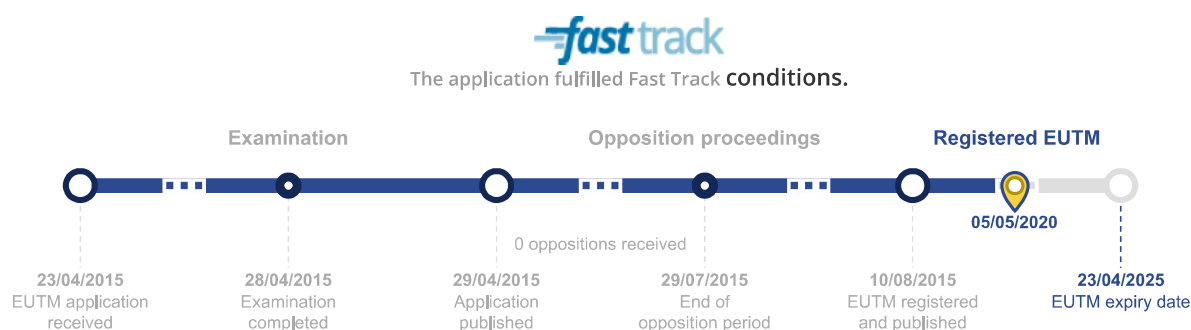 fast track
The application fulfilled Fast Track conditions.
Examination
Opposition proceedings
Registered EUTM
05/05/2020
0 oppositions received
23/04/2015
EUTM application
received
28/04/2015
Examination
completed
29/04/2015
Application
published
29/07/2015
End of
opposition period
10/08/2015
EUTM registered
and published
23/04/2025
EUTM expiry date